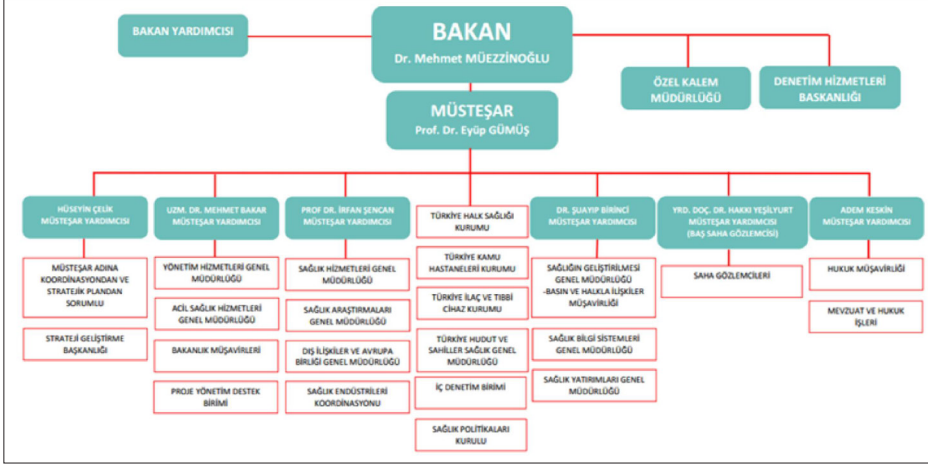 BAKAN YARDIMCISI
BAKAN
Dr. Mehmet MÜEZZİNOĞLU
ÖZEL KALEM
MÜDÜRLÜĞÜ
DENETİM HİZMETLERİ
BASKANLIĞI
MÜSTEŞAR
Prof. Dr. Eyüp GÜMÜŞ
HÜSEYİN ÇELİK
MÜSTEŞAR YARDIMCISI
MÜSTEŞAR ADINA
KOORDİNASYONDAN VE
STRATEJİK PLANDAN
SORUMLU
STRATEJİ GELİŞTİRME
BAŞKANLIĞI
UZM. DR. MEHMET BAKAR
MÜSTEŞAR YARDIMCISI
YÖNETİM HİZMETLERİ GENEL
MÜDÜRLÜĞÜ
ACİL SAĞLIK HİZMETLERİ
GENEL MÜDÜRLÜĞÜ
BAKANLIK MÜŞAVİRLERİ
PROJE YÖNETİM DESTEK
BİRİMİ
PROF DR. İRFAN ŞENCAN
MÜSTEŞAR YARDIMCISI
SAĞLIK HİZMETLERİ GENEL
MÜDÜRLÜĞÜ
SAĞLIK ARAŞTIRMALARI
GENEL MÜDÜRLÜĞÜ
DIŞ İLİŞKİLER VE AVRUPA
BİRLİĞİ GENEL MÜDÜRLÜĞÜ
SAĞLIK ENDÜSTRİLERİ
KOORDİNASYONU
TÜRKİYE HALK SAĞLIĞI
KURUMU
TÜRKİYE KAMU
HASTANELERİ KURUMU
TÜRKİYE İLAÇ VE TIBBİ
CİHAZ KURUMU
TÜRKİYE HUDUT VE
SAHİLLER SAĞLIK GENEL
MÜDÜRLÜĞÜ
İÇ DENETİM BİRİMİ
SAĞLIK POLİTİKALARI
KURULU
DR. ŞUAYIP BİRİNCİ
MÜSTEŞAR YARDIMCISI
SAĞLIĞIN GELİŞTİRİLMESİ
GENEL MÜDÜRLÜĞÜ
-BASIN VE HALKLA İLİŞKİLER
MÜŞAVİRLİĞİ
SAĞLIK BİLGİ SİSTEMLERİ
GENEL MÜDÜRLÜĞÜ
SAĞLIK YATIRIMLARI GENEL
MÜDÜRLÜĞÜ
YRD. DOÇ. DR. HAKKI YEŞİLYURT
MÜSTEŞAR YARDIMCISI
(BAŞ SAHA GÖZLEMCİSİ)
SAHA GÖZLEMCİLERİ
ADEM KESKİN
MÜSTEŞAR YARDIMCISI
HUKUK MÜŞAVİRLİĞİ
MEVZUAT VE HUKUK
İŞLERİ